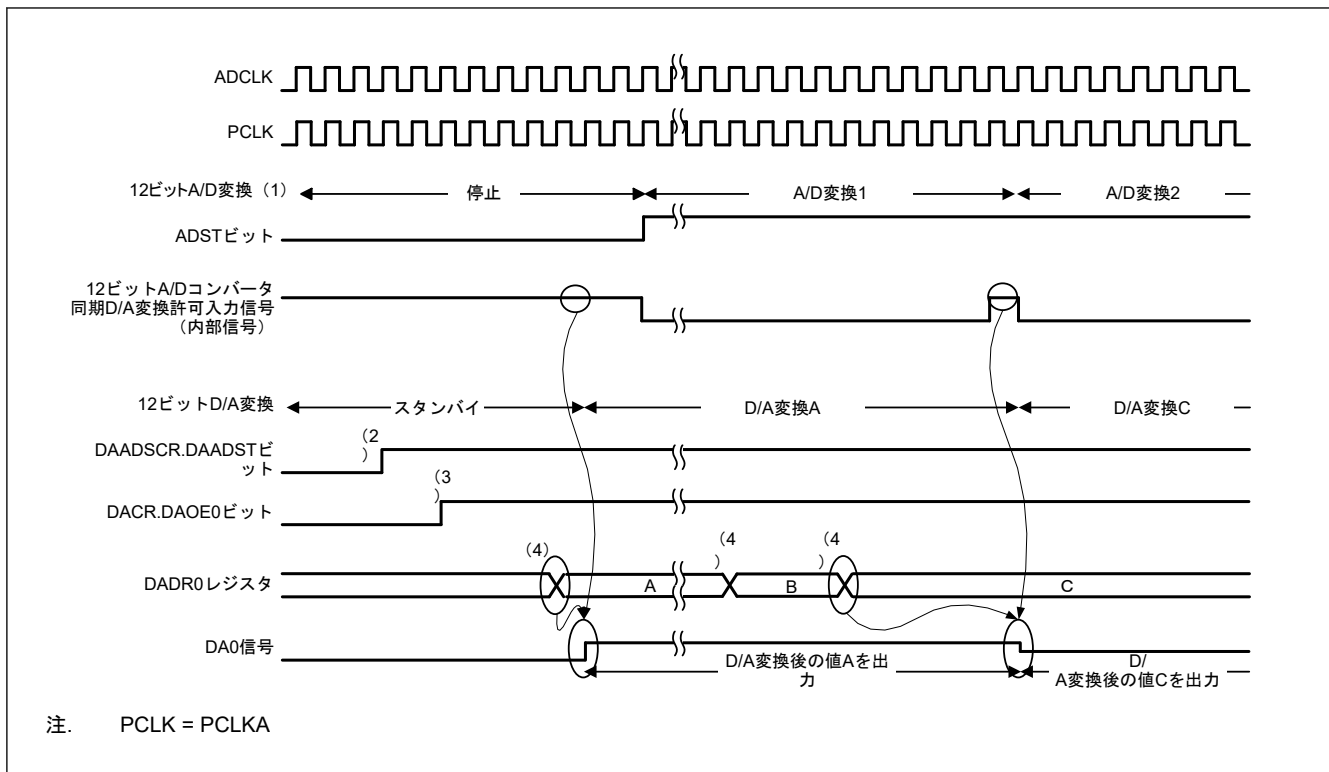 ADCLK
PCLK
12ビットA/D変換（1）
停止
A/D変換1
A/D変換2
ADSTビット
12ビットA/Dコンバータ
同期D/A変換許可入力信号
（内部信号）
12ビットD/A変換
スタンバイ
D/A変換A
D/A変換C
DAADSCR.DAADSTビ
ット
（2
）
DACR.DAOE0ビット
（3
）
DADR0レジスタ
（4）
（4
）
（4
）
A
B
C
DA0信号
D/A変換後の値Aを出
力
D/
A変換後の値Cを出力
注. PCLK = PCLKA